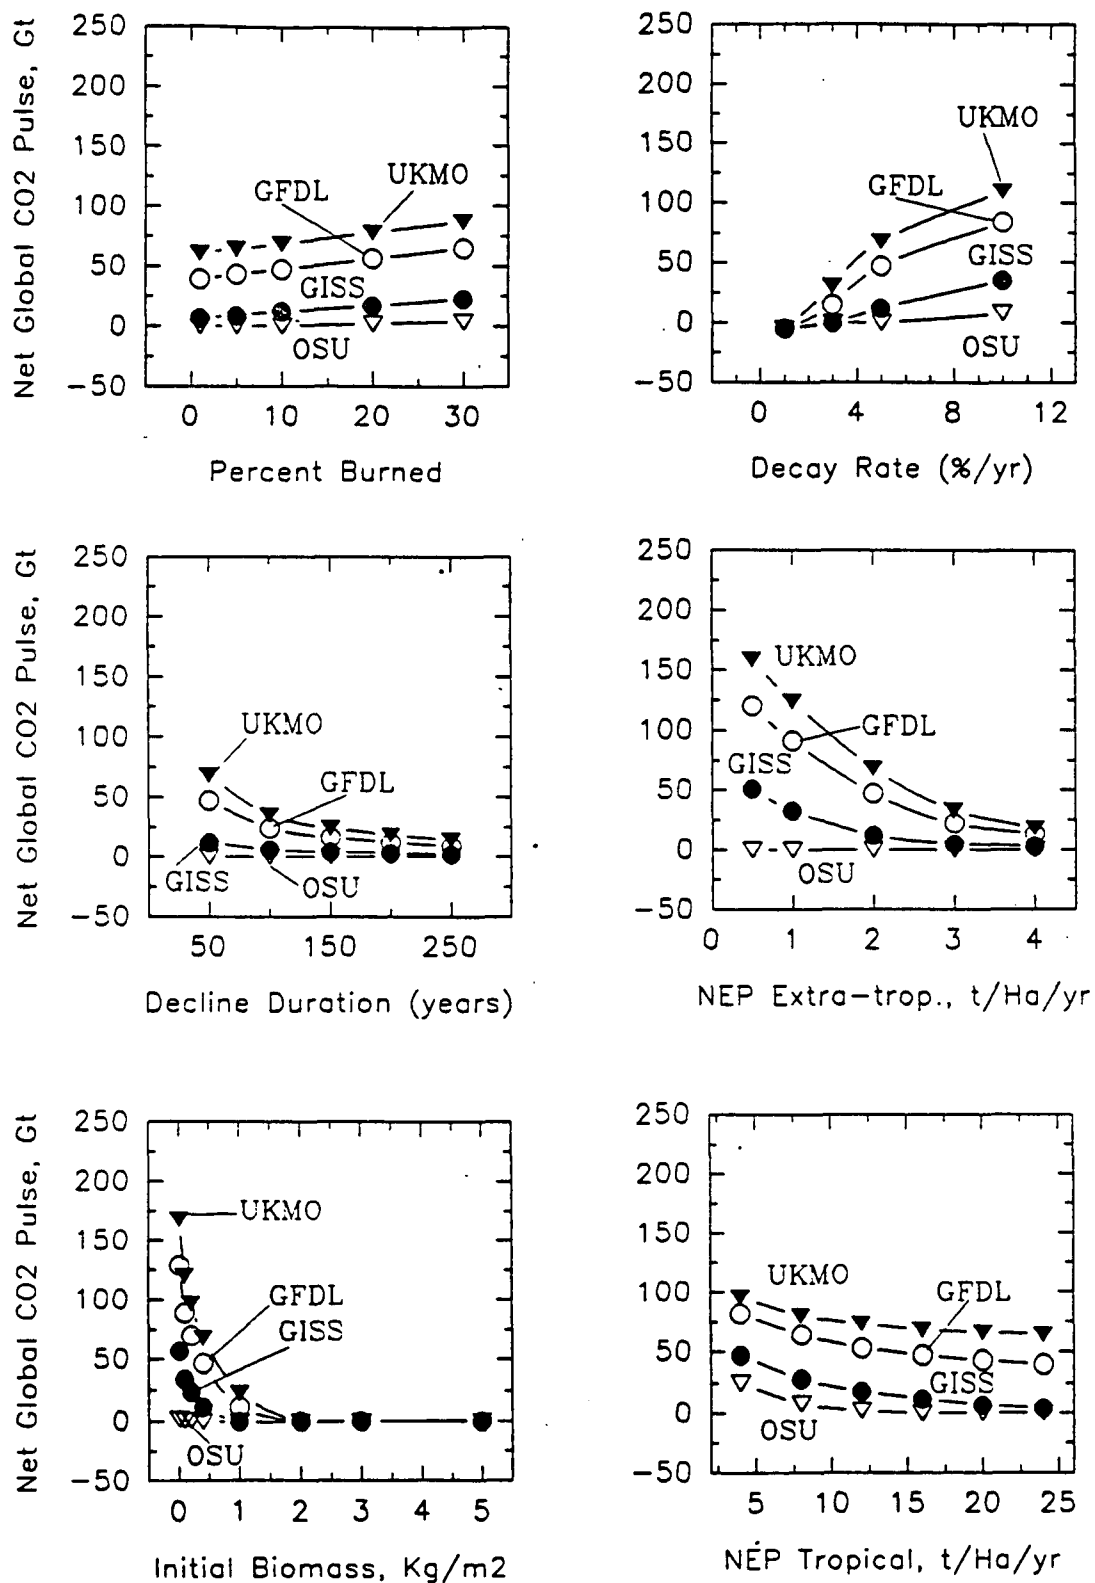 Net Global CO2 Pulse, Gt
250
200
150
100
50
0
-50
UKMO
GFDL
GISS
OSU
0 10 20 30
Percent Burned
250
200
150
100
50
0
-50
UKMO
GFDL
GISS
OSU
0 4 8 12
Decay Rate (%/yr)
Net Global CO2 Pulse, Gt
250
200
150
100
50
0
-50
UKMO
GFDL
GISS
OSU
50 150 250
Decline Duration (years)
250
200
150
100
50
0
-50
UKMO
GFDL
GISS
OSU
0 1 2 3 4
NEP Extra-trop., t/Ha/yr
Net Global CO2 Pulse, Gt
250
200
150
100
50
0
-50
UKMO
GFDL
GISS
OSU
0 1 2 3 4 5
Initial Biomass, Kg/m2
250
200
150
100
50
0
-50
UKMO
GFDL
GISS
OSU
5 10 15 20 25
NEP Tropical, t/Ha/yr